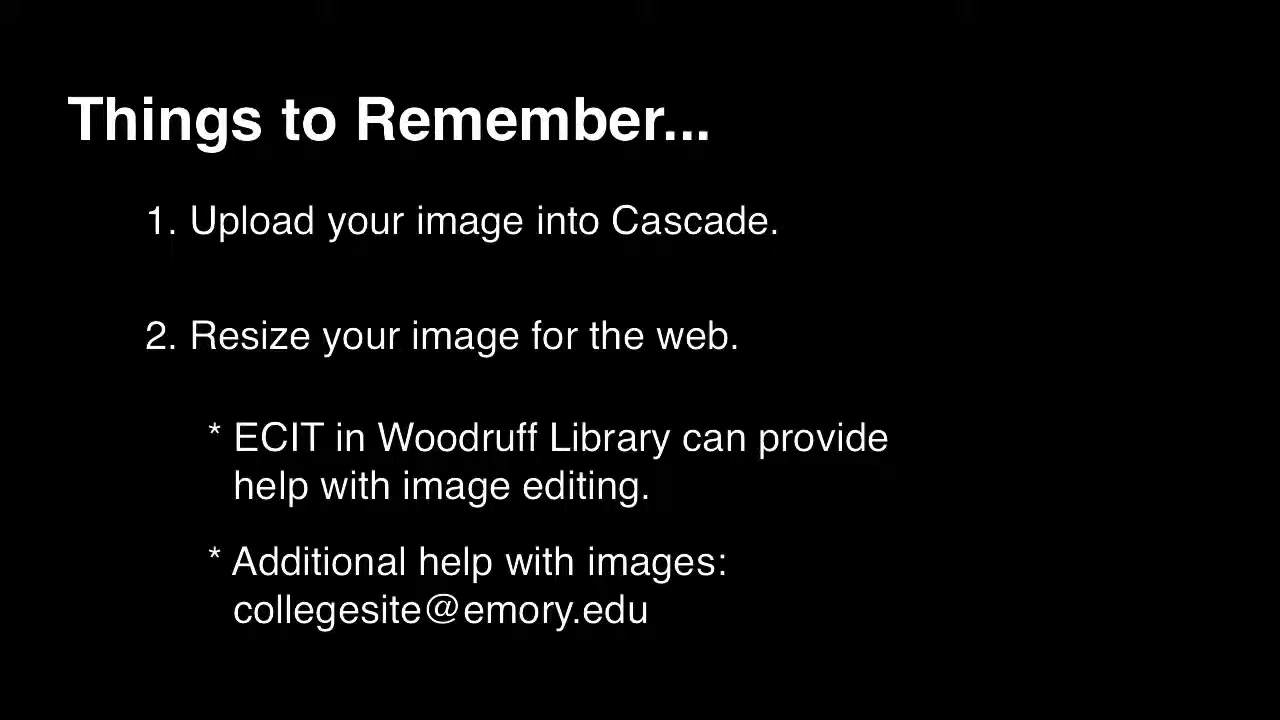 Things to Remember...
1. Upload your image into Cascade.
2. Resize your image for the web.
* ECIT in Woodruff Library can provide
help with image editing.
* Additional help with images:
collegesite@emory.edu